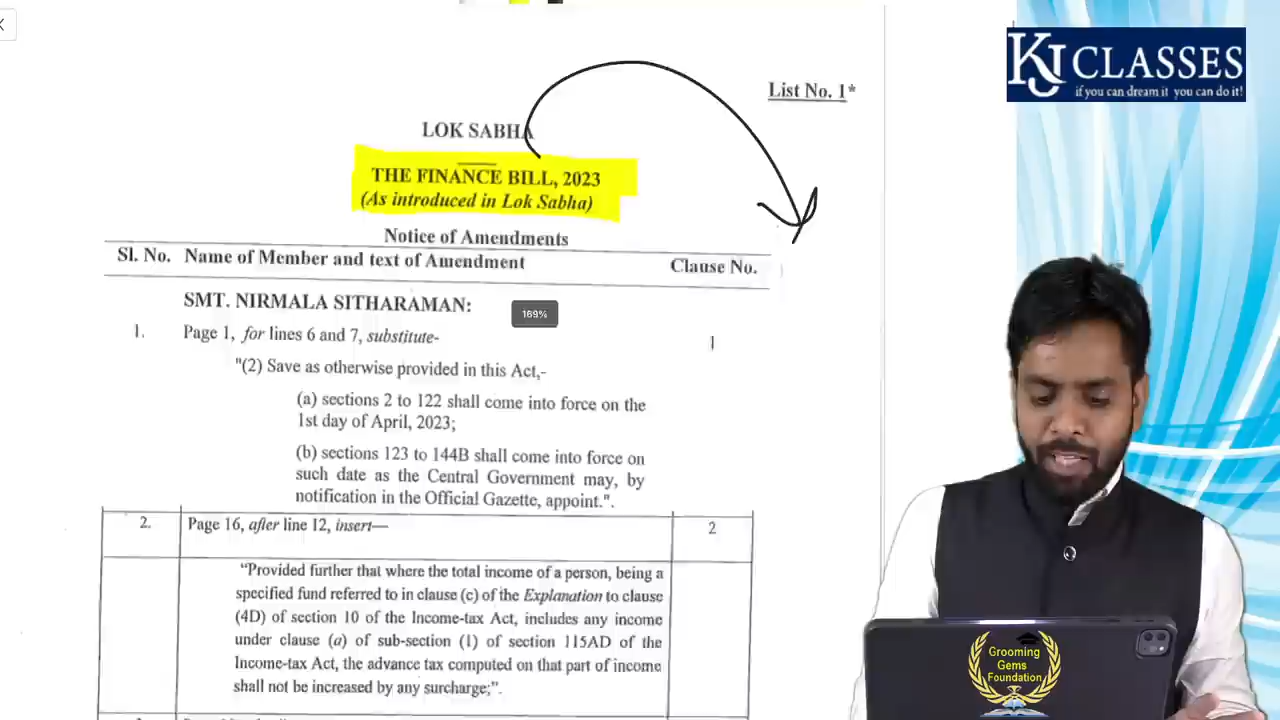 List No. 1*
LOK SABHA
THE FINANCE BILL, 2023
(As introduced in Lok Sabha)
Notice of Amendments
Sl. No. Name of Member and text of Amendment Clause No.
SMT. NIRMALA SITHARAMAN:
1. Page 1, for lines 6 and 7, substitute- 1
"(2) Save as otherwise provided in this Act,-
(a) sections 2 to 122 shall come into force on the
1st day of April, 2023;
(b) sections 123 to 144B shall come into force on
such date as the Central Government may, by
notification in the Official Gazette, appoint.".
2. Page 16, after line 12, insert— 2
“Provided further that where the total income of a person, being a
specified fund referred to in clause (c) of the Explanation to clause
(4D) of section 10 of the Income-tax Act, includes any income
under clause (a) of sub-section (1) of section 115AD of the
Income-tax Act, the advance tax computed on that part of income
shall not be increased by any surcharge;”.
169%
KJ CLASSES
if you can dream it you can do it!
Grooming
Gems
Foundation